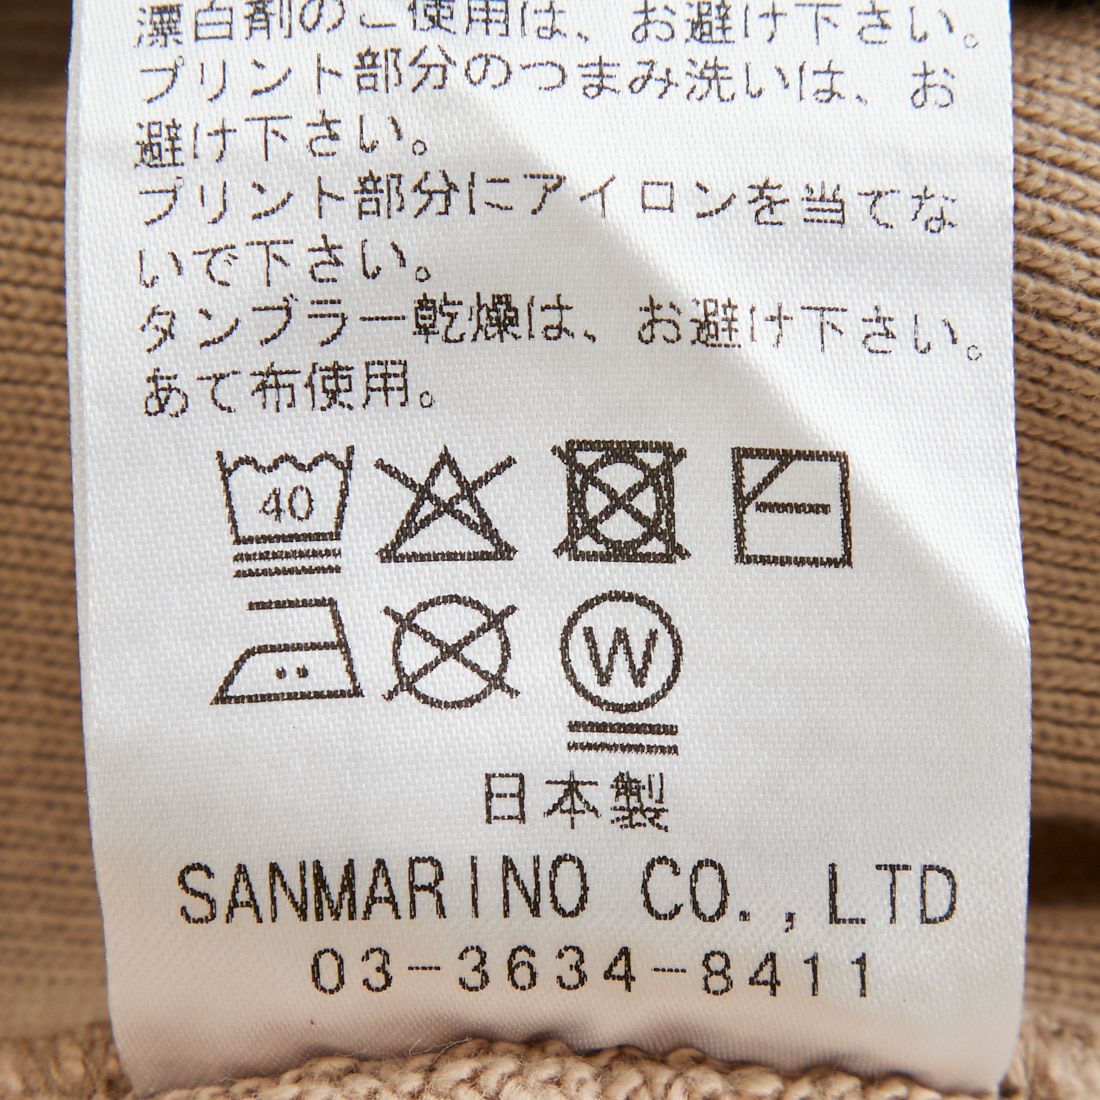 漂白剤のご使用は、お避け下さい。
プリント部分のつまみ洗いは、お
避け下さい。
プリント部分にアイロンを当てな
いで下さい。
タンブラー乾燥は、お避け下さい。
あて布使用。
40
W
日本製
SANMARINO CO.,LTD
03-3634-8411